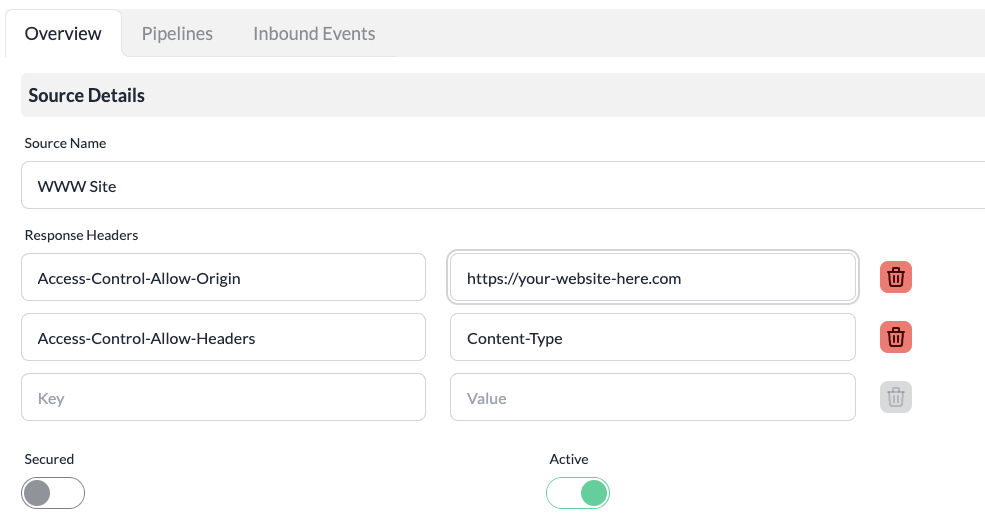 Overview Pipelines Inbound Events
Source Details
Source Name
WWW Site
Response Headers
Access-Control-Allow-Origin https://your-website-here.com
Access-Control-Allow-Headers Content-Type
Key Value
Secured Active